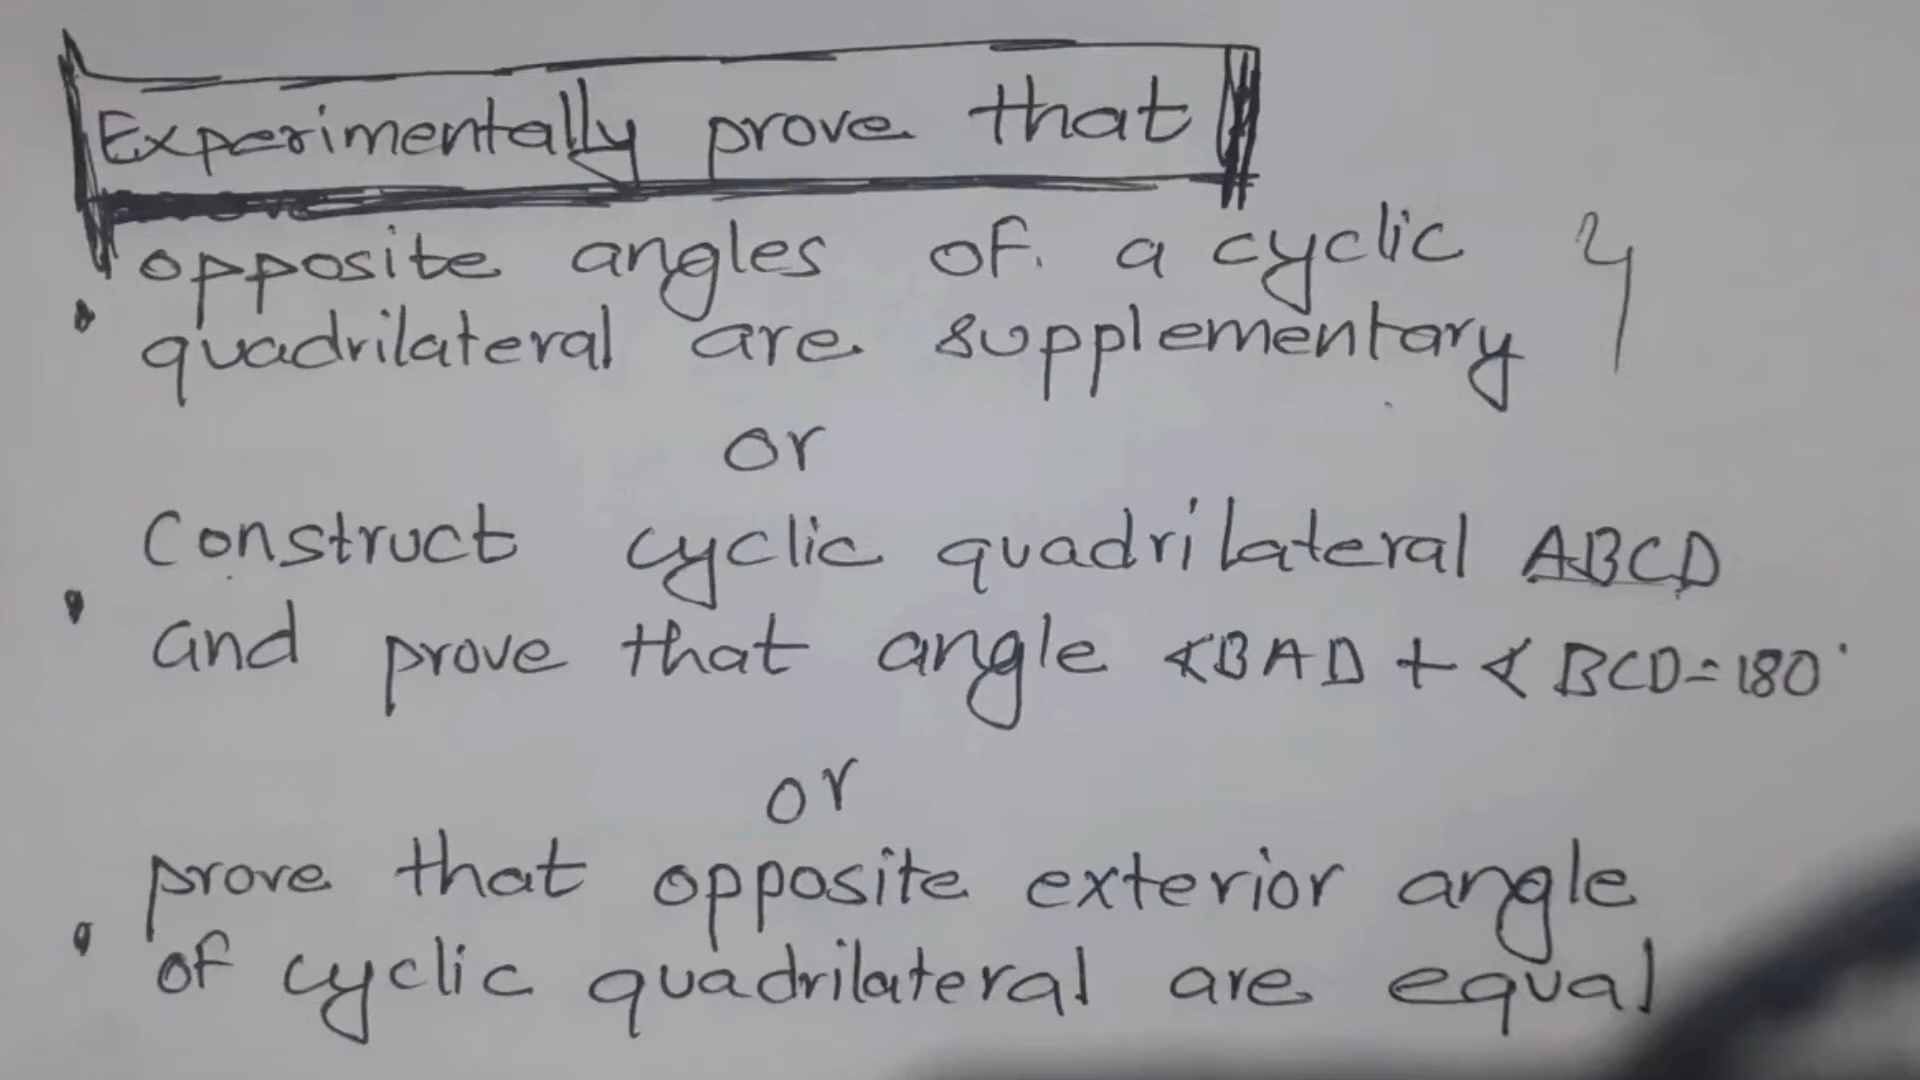 Experimentally prove that
opposite angles of a cyclic
quadrilateral are supplementary
or
Construct cyclic quadrilateral ABCD
and prove that angle ∢BAD + ∢BCD = 180°
or
prove that opposite exterior angle
of cyclic quadrilateral are equal